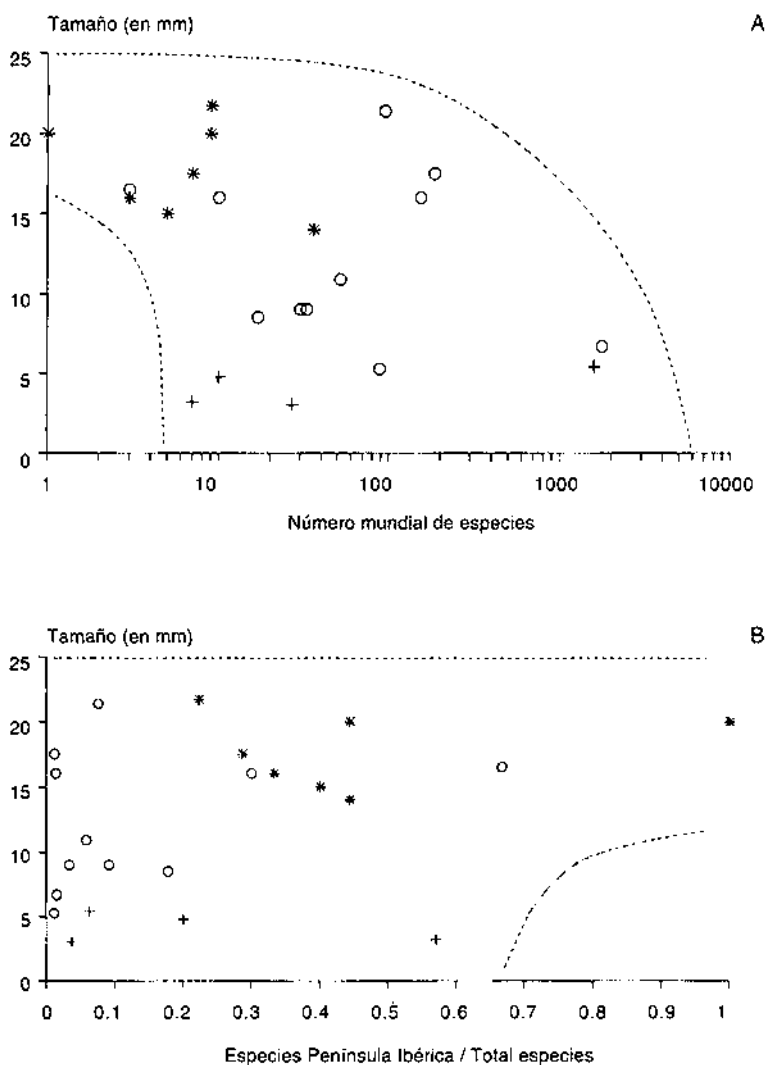 Tamaño (en mm)
A
25
20
15
10
5
0
1 10 100 1000 10000
Número mundial de especies
Tamaño (en mm)
B
25
20
15
10
5
0
0 0.1 0.2 0.3 0.4 0.5 0.6 0.7 0.8 0.9 1
Especies Península Ibérica / Total especies